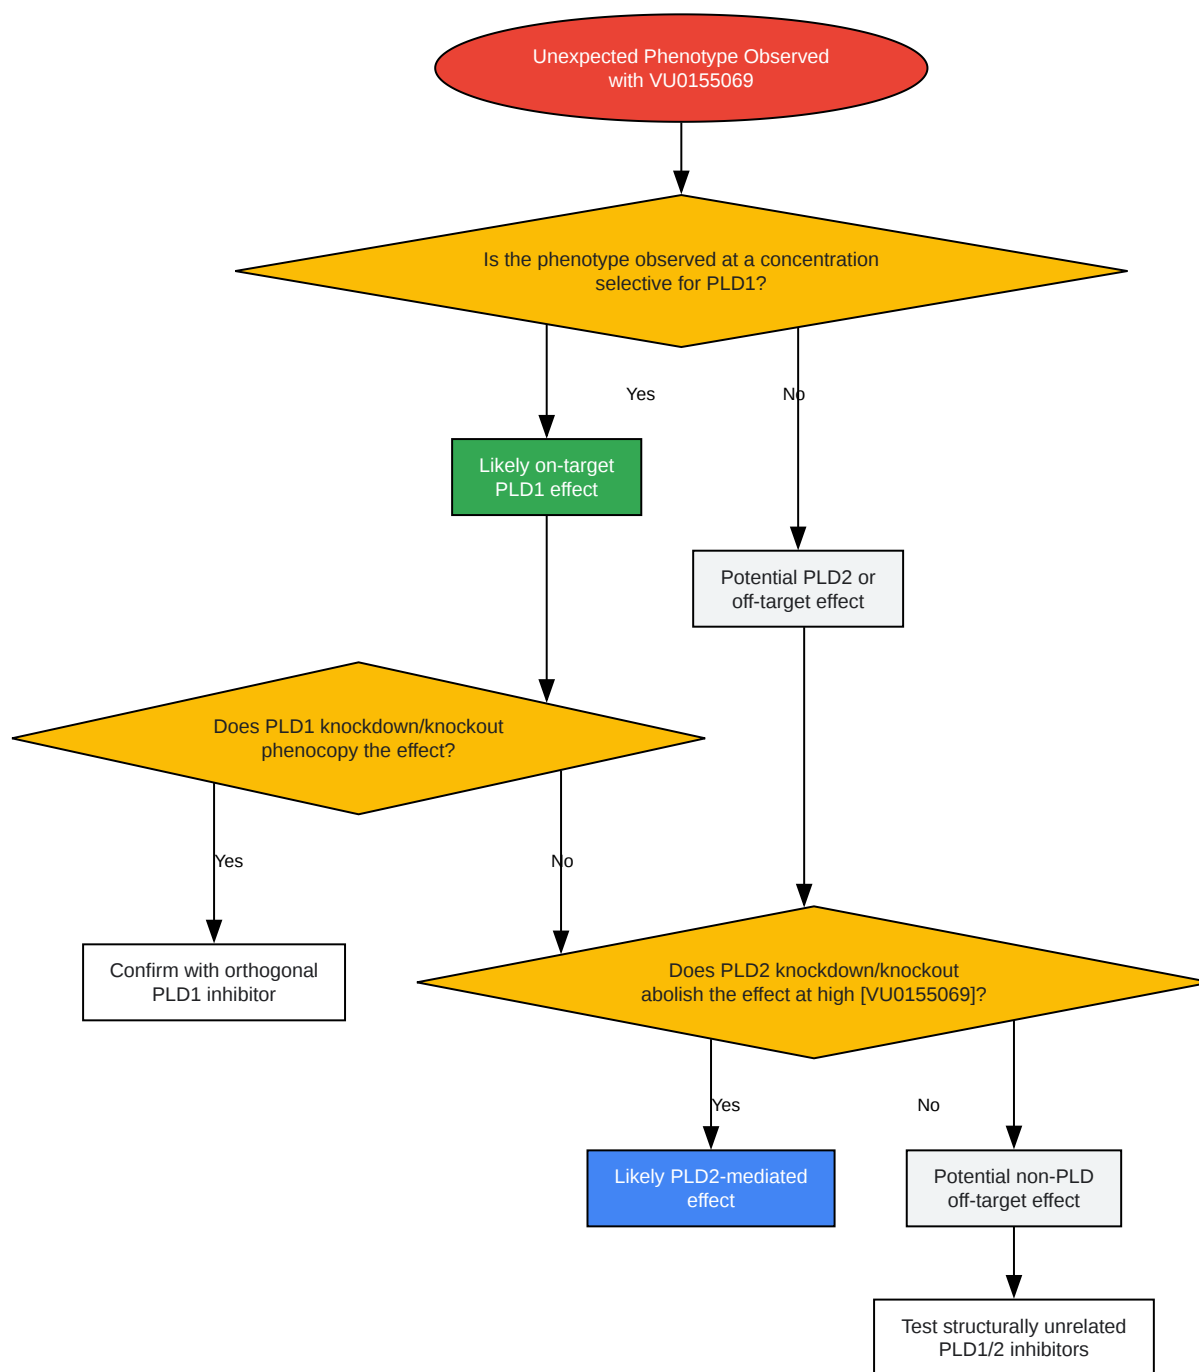 Unexpected Phenotype Observed
with VU0155069
Is the phenotype observed at a concentration
selective for PLD1?
Yes
No
Likely on-target
PLD1 effect
Potential PLD2 or
off-target effect
Does PLD1 knockdown/knockout
phenocopy the effect?
Yes
No
Confirm with orthogonal
PLD1 inhibitor
Does PLD2 knockdown/knockout
abolish the effect at high [VU0155069]?
Yes
No
Likely PLD2-mediated
effect
Potential non-PLD
off-target effect
Test structurally unrelated
PLD1/2 inhibitors